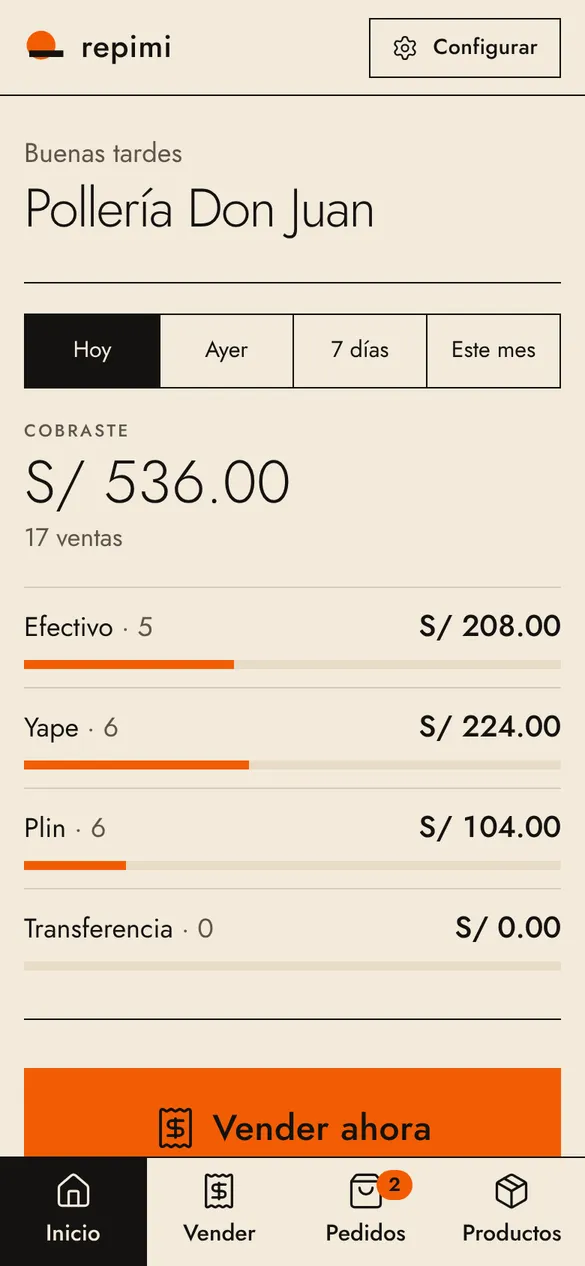 repimi
Configurar
Buenas tardes
Pollería Don Juan
Hoy
Ayer
7 días
Este mes
COBRASTE
S/ 536.00
17 ventas
Efectivo · 5
S/ 208.00
Yape · 6
S/ 224.00
Plin · 6
S/ 104.00
Transferencia · 0
S/ 0.00
$ Vender ahora
Inicio
$
Vender
2
Pedidos
Productos